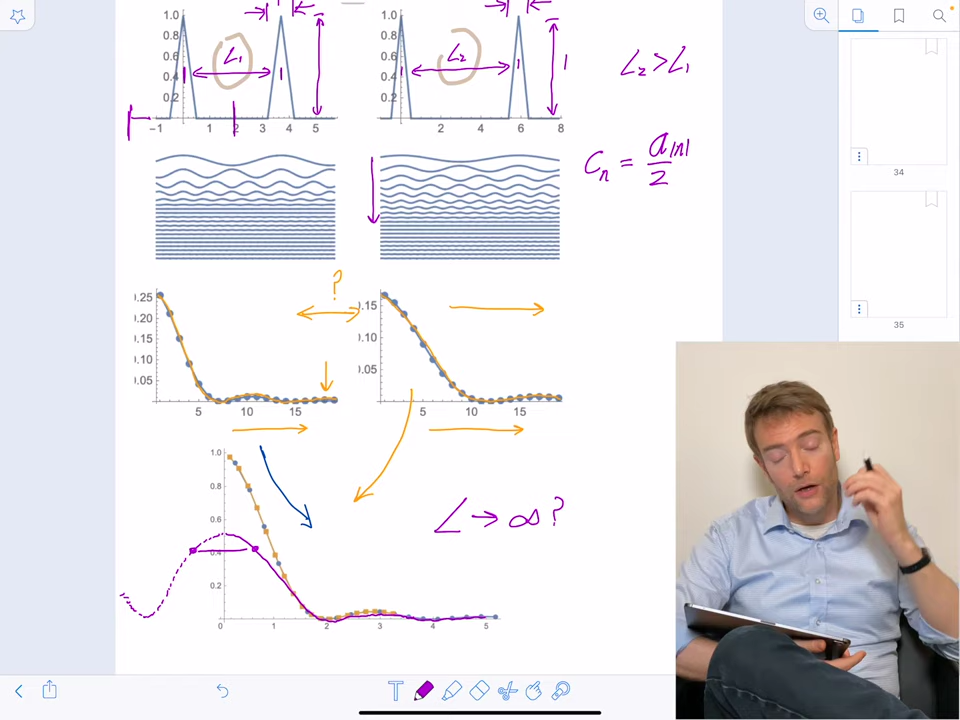 1.0
0.8
0.6
0.4
0.2
−1 1 2 3 4 5
L₁
1.0
0.8
0.6
0.4
0.2
2 4 6 8
L₂
1
L₂ > L₁
Cₙ = a|n| / 2
?
0.25
0.20
0.15
0.10
0.05
5 10 15
0.15
0.10
0.05
5 10 15
1.0
0.8
0.6
0.4
0.2
0 1 2 3 4 5
L → ∞ ?
34
35
T